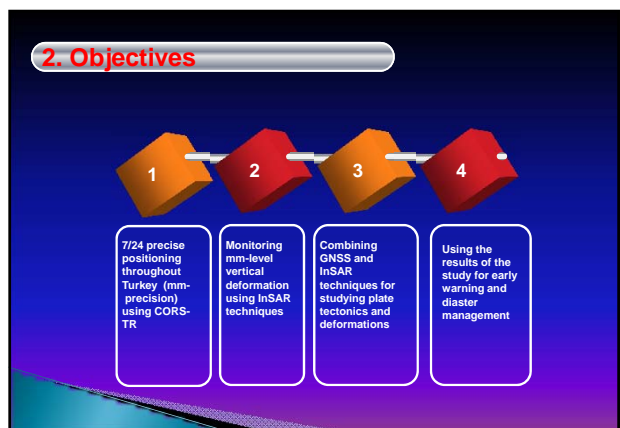 2. Objectives
1
2
3
4
7/24 precise
positioning
throughout
Turkey (mm-
precision)
using CORS-
TR
Monitoring
mm-level
vertical
deformation
using InSAR
techniques
Combining
GNSS and
InSAR
techniques for
studying plate
tectonics and
deformations
Using the
results of the
study for early
warning and
diaster
management